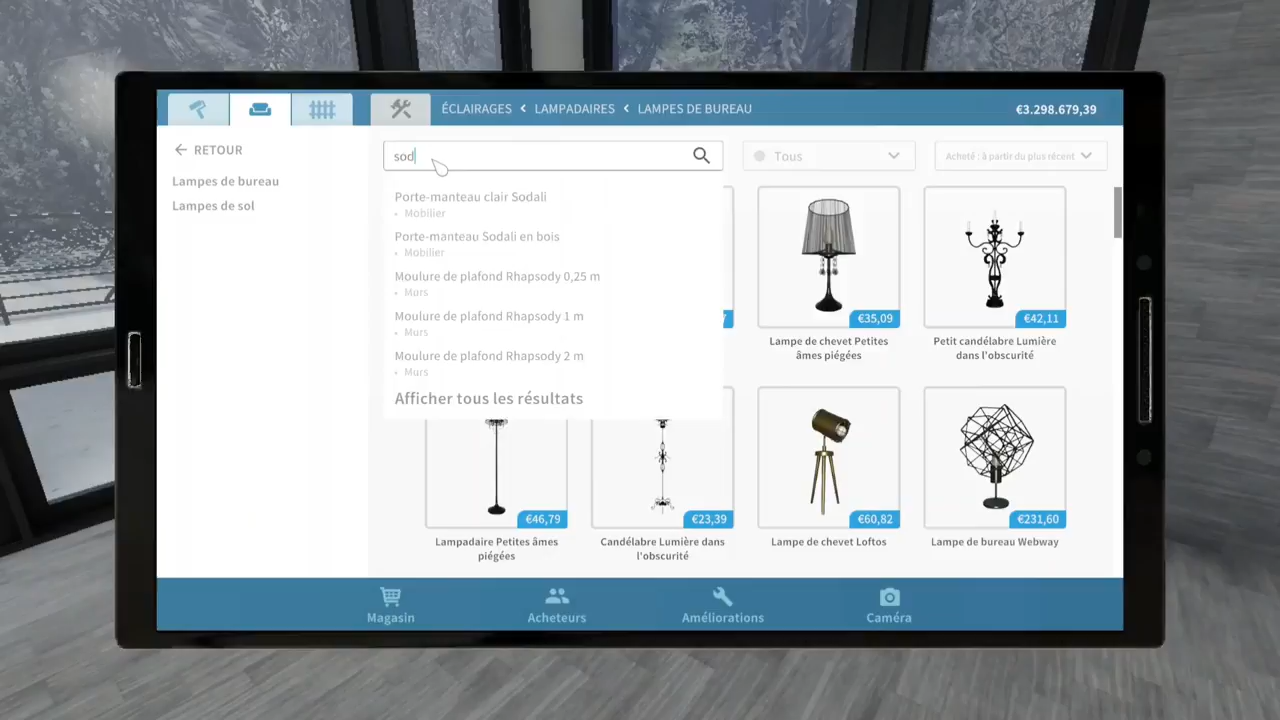 ÉCLAIRAGES < LAMPADAIRES < LAMPES DE BUREAU
€3.298.679,39
← RETOUR
Lampes de bureau
Lampes de sol
sod
Tous
Acheté : à partir du plus récent
Porte-manteau clair Sodali
• Mobilier
Porte-manteau Sodali en bois
• Mobilier
Moulure de plafond Rhapsody 0,25 m
• Murs
Moulure de plafond Rhapsody 1 m
• Murs
Moulure de plafond Rhapsody 2 m
• Murs
Afficher tous les résultats
€35,09
Lampe de chevet Petites
âmes piégées
€42,11
Petit candélabre Lumière
dans l'obscurité
€46,79
Lampadaire Petites âmes
piégées
€23,39
Candélabre Lumière dans
l'obscurité
€60,82
Lampe de chevet Loftos
€231,60
Lampe de bureau Webway
Magasin
Acheteurs
Améliorations
Caméra